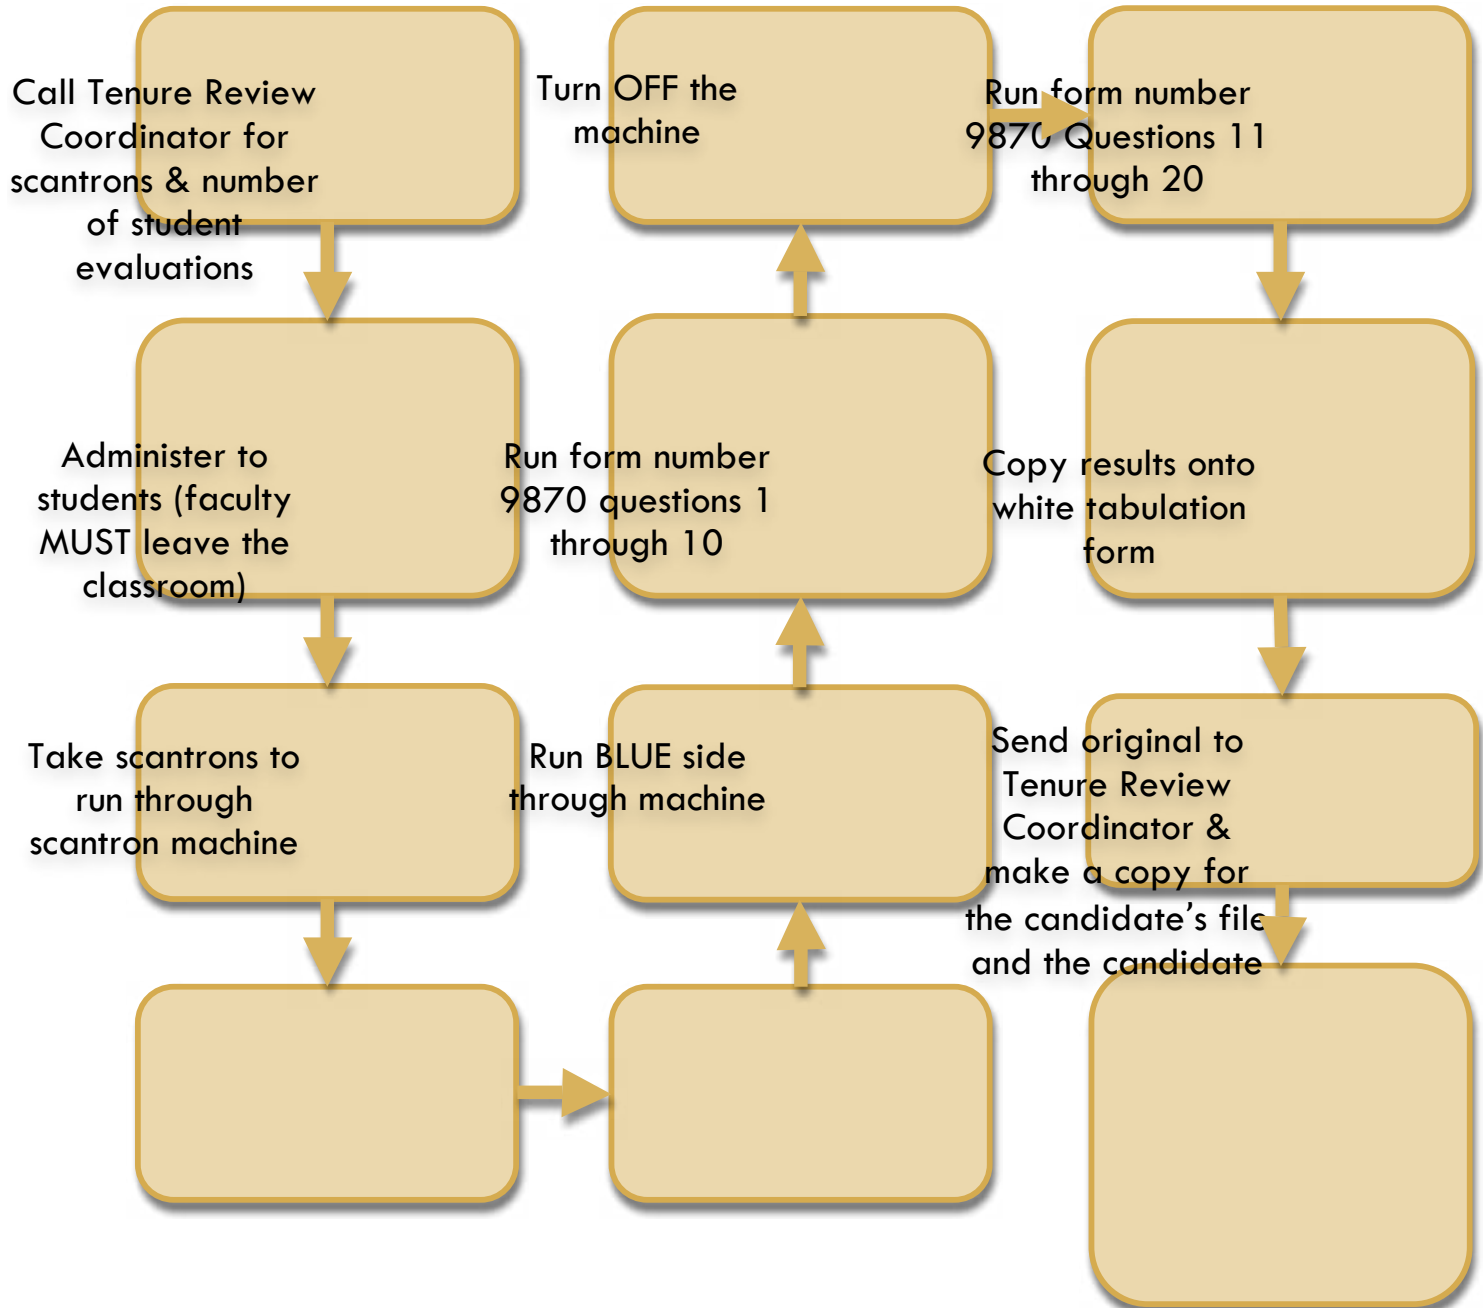 Call Tenure Review
Coordinator for
scantrons & number
of student
evaluations
Administer to
students (faculty
MUST leave the
classroom)
Take scantrons to
run through
scantron machine
Run BLUE side
through machine
Run form number
9870 questions 1
through 10
Turn OFF the
machine
Run form number
9870 Questions 11
through 20
Copy results onto
white tabulation
form
Send original to
Tenure Review
Coordinator &
make a copy for
the candidate’s file
and the candidate